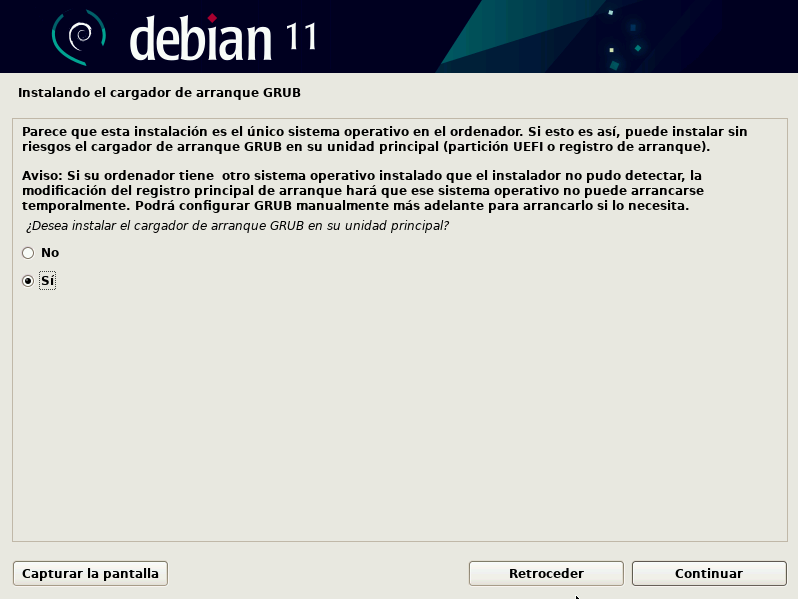 debian 11
Instalando el cargador de arranque GRUB
Parece que esta instalación es el único sistema operativo en el ordenador. Si esto es así, puede instalar sin
riesgos el cargador de arranque GRUB en su unidad principal (partición UEFI o registro de arranque).
Aviso: Si su ordenador tiene  otro sistema operativo instalado que el instalador no pudo detectar, la
modificación del registro principal de arranque hará que ese sistema operativo no puede arrancarse
temporalmente. Podrá configurar GRUB manualmente más adelante para arrancarlo si lo necesita.
¿Desea instalar el cargador de arranque GRUB en su unidad principal?
No
Sí
Capturar la pantalla
Retroceder
Continuar